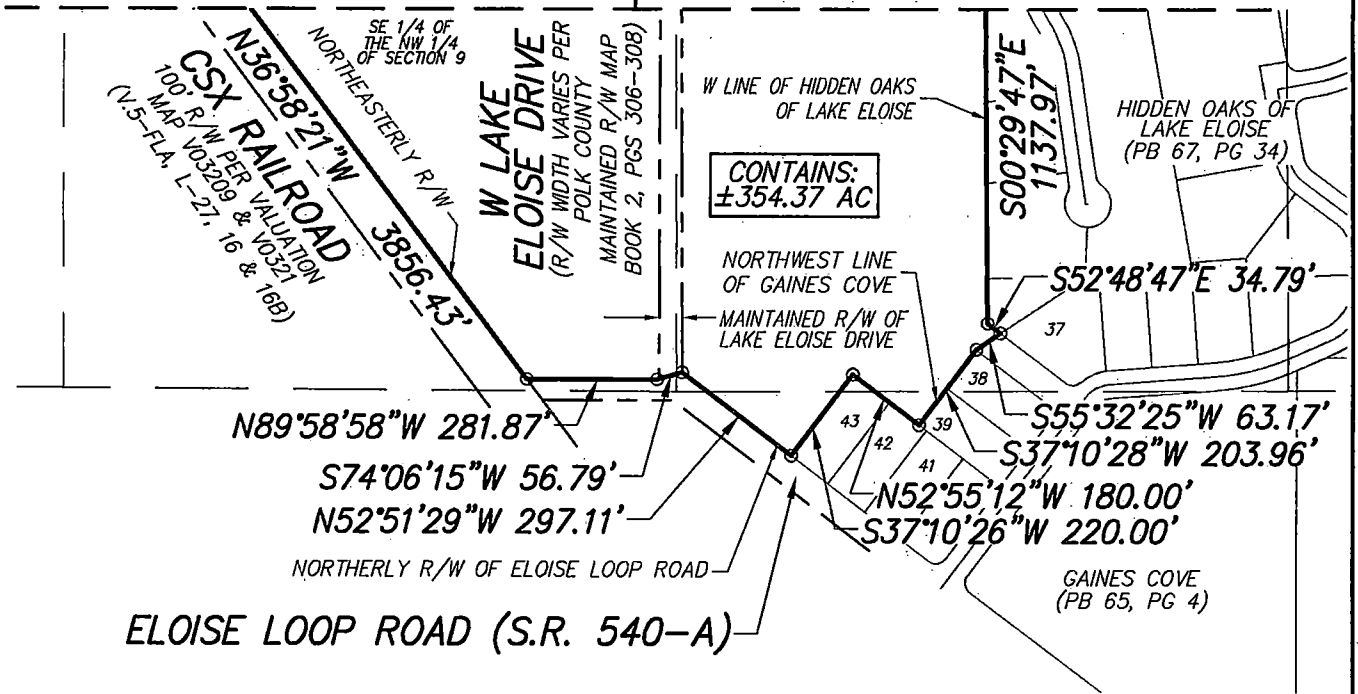 SE 1/4 OF
THE NW 1/4
OF SECTION 9
N36°58'21"W 3856.43'
NORTHEASTERLY R/W
CSX RAILROAD
100' R/W PER VALUATION
MAP V03209 & V0321
(V.5-FLA, L-27, 16 & 16B)
W LAKE
ELOISE DRIVE
(R/W WIDTH VARIES PER
POLK COUNTY
MAINTAINED R/W MAP
BOOK 2, PGS 306-308)
W LINE OF HIDDEN OAKS
OF LAKE ELOISE
S00°29'47"E
1137.97'
HIDDEN OAKS OF
LAKE ELOISE
(PB 67, PG 34)
CONTAINS:
±354.37 AC
NORTHWEST LINE
OF GAINES COVE
MAINTAINED R/W OF
LAKE ELOISE DRIVE
S52°48'47"E 34.79'
37
38
39
43
42
41
N89°58'58"W 281.87'
S74°06'15"W 56.79'
N52°51'29"W 297.11'
S55°32'25"W 63.17'
S37°10'28"W 203.96'
N52°55'12"W 180.00'
S37°10'26"W 220.00'
NORTHERLY R/W OF ELOISE LOOP ROAD
GAINES COVE
(PB 65, PG 4)
ELOISE LOOP ROAD (S.R. 540-A)